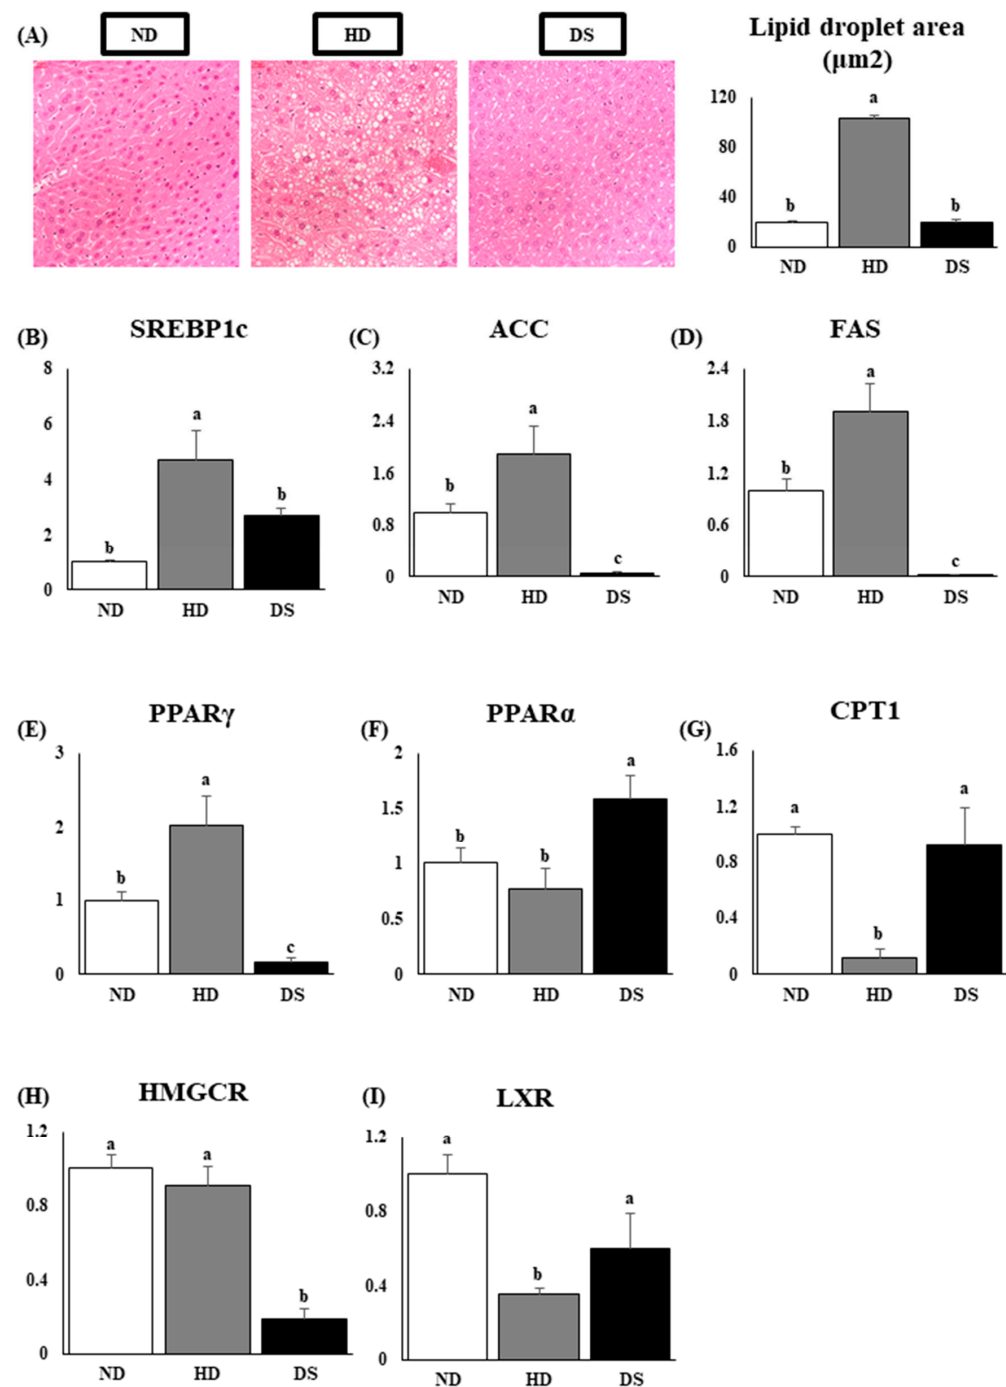 (A)
ND
HD
DS
Lipid droplet area
(μm2)
120
80
40
0
b
a
b
ND HD DS
(B) SREBP1c
8
6
4
2
0
b
a
b
ND HD DS
(C) ACC
3.2
2.4
1.6
0.8
0
b
a
c
ND HD DS
(D) FAS
2.4
1.8
1.2
0.6
0
b
a
c
ND HD DS
(E) PPARγ
3
2
1
0
b
a
c
ND HD DS
(F) PPARα
2
1.5
1
0.5
0
b
b
a
ND HD DS
(G) CPT1
1.6
1.2
0.8
0.4
0
a
b
a
ND HD DS
(H) HMGCR
1.2
0.8
0.4
0
a
a
b
ND HD DS
(I) LXR
1.2
0.8
0.4
0
a
b
a
ND HD DS